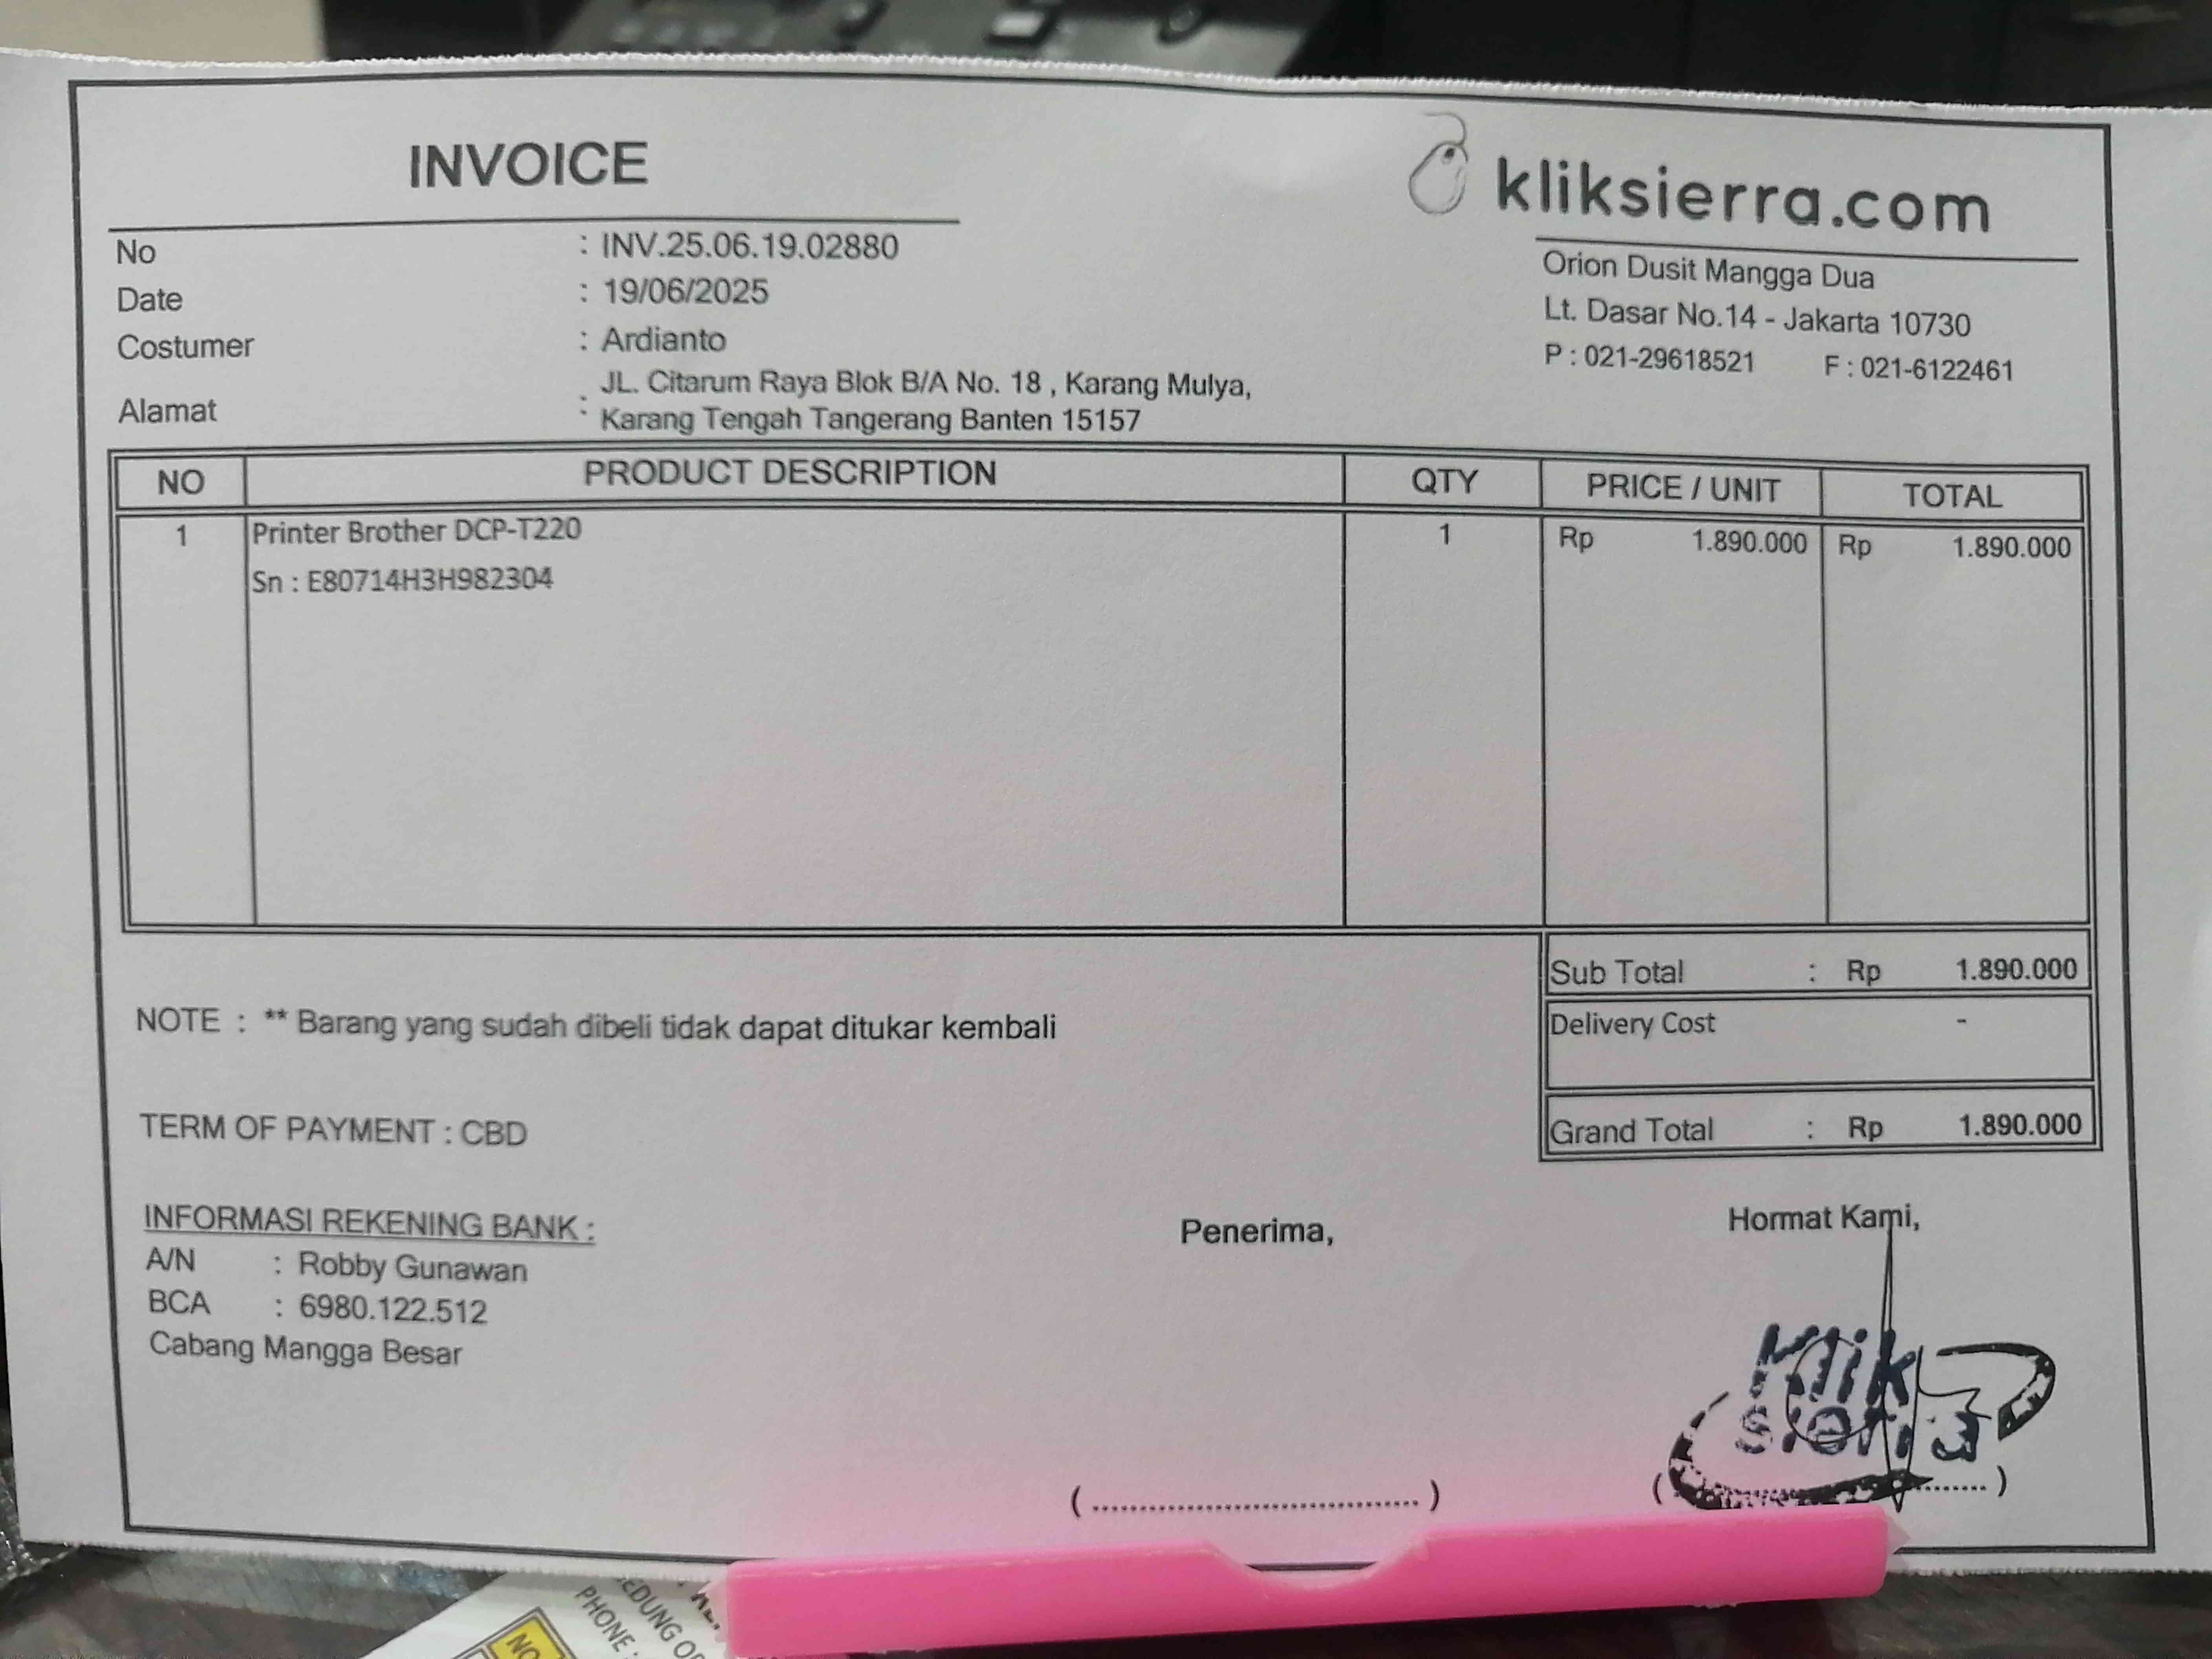 INVOICE
kliksierra.com
Orion Dusit Mangga Dua
Lt. Dasar No.14 - Jakarta 10730
P : 021-29618521 F : 021-6122461
No : INV.25.06.19.02880
Date : 19/06/2025
Costumer : Ardianto
Alamat : JL. Citarum Raya Blok B/A No. 18 , Karang Mulya,
Karang Tengah Tangerang Banten 15157
NO PRODUCT DESCRIPTION QTY PRICE / UNIT TOTAL
1 Printer Brother DCP-T220 1 Rp 1.890.000 Rp 1.890.000
Sn : E80714H3H982304
Sub Total : Rp 1.890.000
Delivery Cost -
Grand Total : Rp 1.890.000
NOTE : ** Barang yang sudah dibeli tidak dapat ditukar kembali
TERM OF PAYMENT : CBD
INFORMASI REKENING BANK :
A/N : Robby Gunawan
BCA : 6980.122.512
Cabang Mangga Besar
Penerima,
(....................................)
Hormat Kami,
Klik
sierra
(....................................)
PHONE :